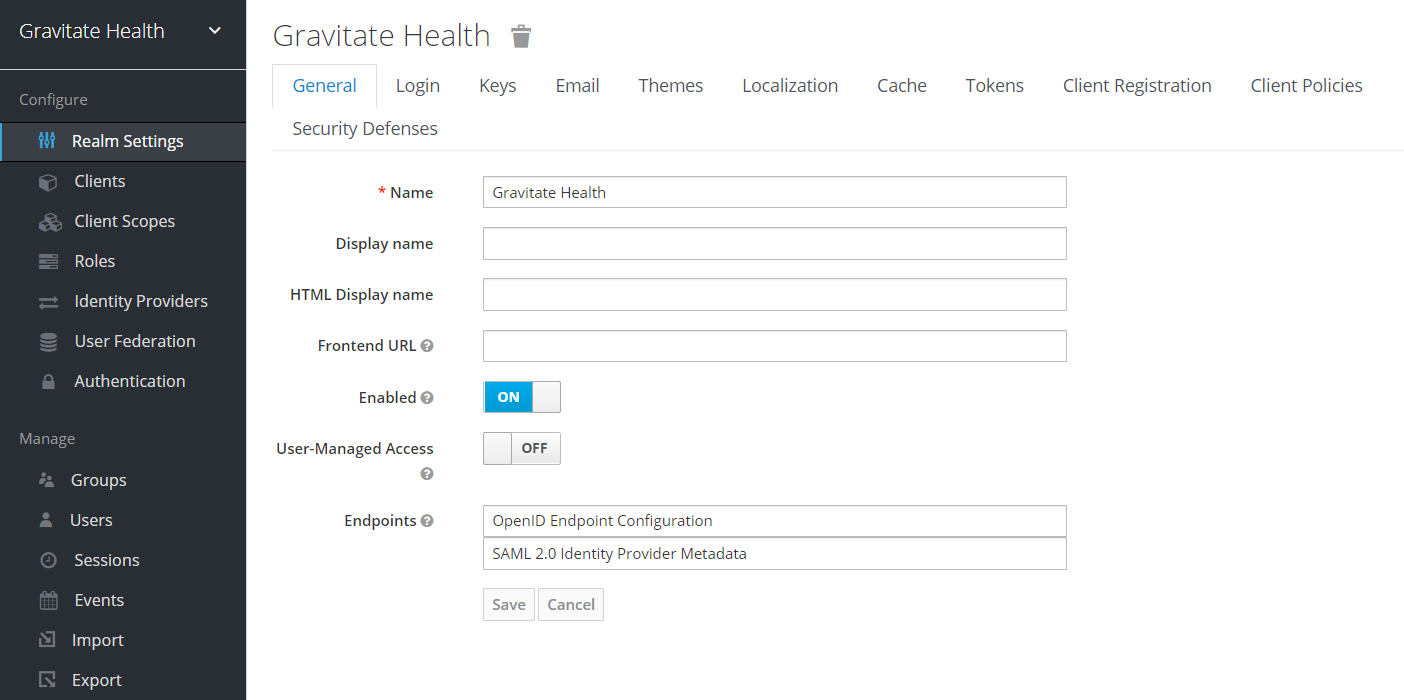 Gravitate Health
Configure
Realm Settings
Clients
Client Scopes
Roles
Identity Providers
User Federation
Authentication
Manage
Groups
Users
Sessions
Events
Import
Export
Gravitate Health
General Login Keys Email Themes Localization Cache Tokens Client Registration Client Policies
Security Defenses
* Name Gravitate Health
Display name
HTML Display name
Frontend URL ?
Enabled ? ON
User-Managed Access OFF
?
Endpoints ? OpenID Endpoint Configuration
SAML 2.0 Identity Provider Metadata
Save Cancel